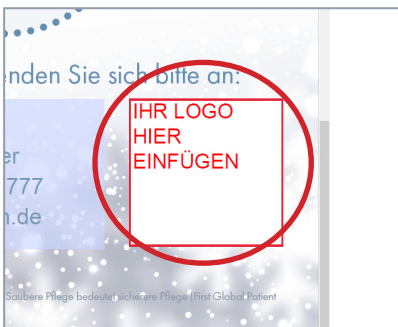 enden Sie sich bitte an:
IHR LOGO
HIER
EINFÜGEN
er
777
n.de
Saubere Pflege bedeutet sicherere Pflege (First Global Patient